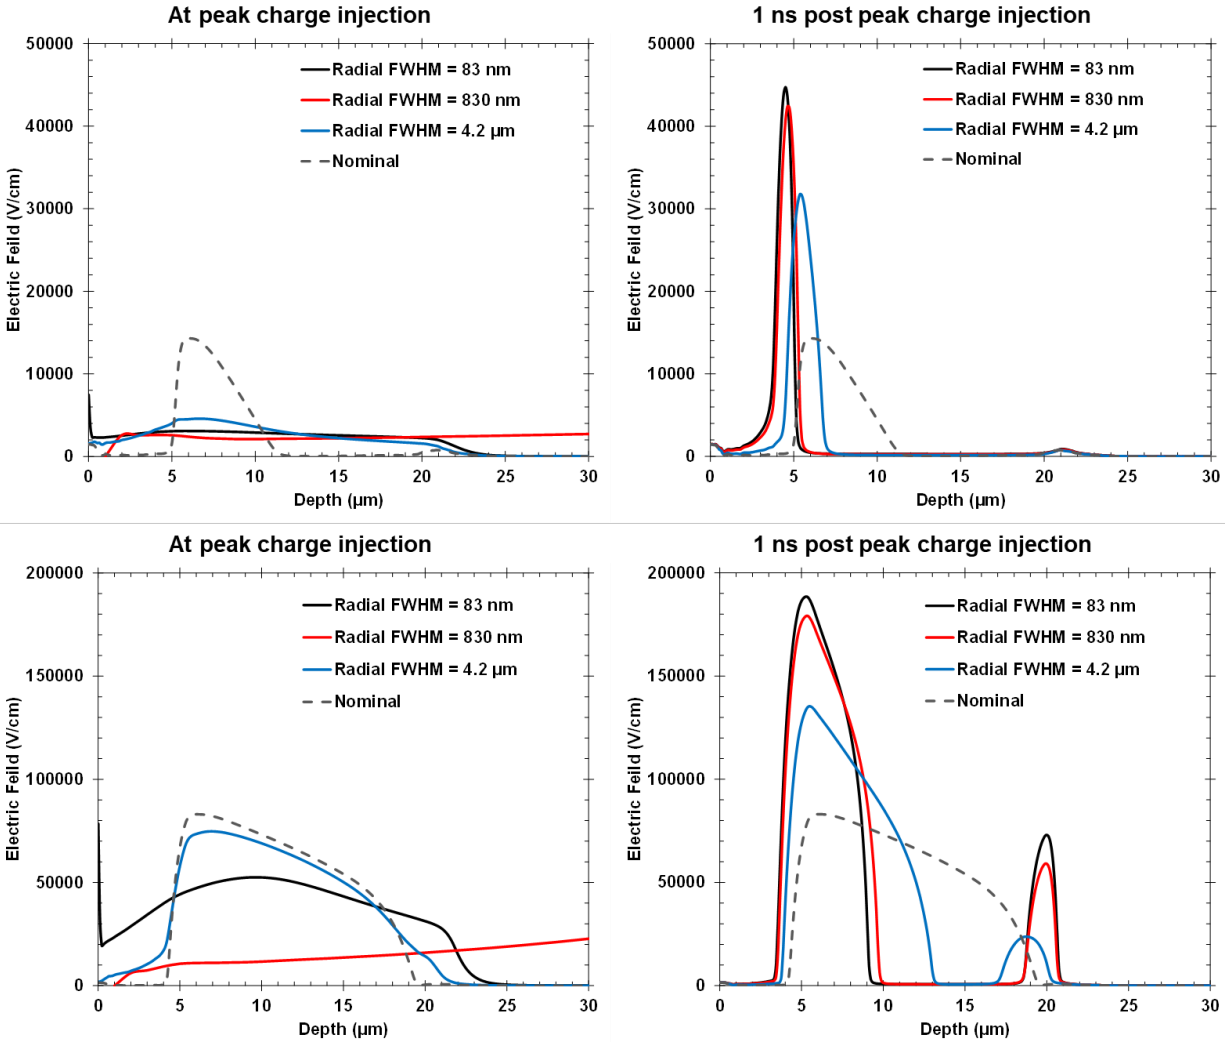 At peak charge injection
50000
40000
30000
20000
10000
0
Electric Feild (V/cm)
Radial FWHM = 83 nm
Radial FWHM = 830 nm
Radial FWHM = 4.2 µm
Nominal
0 5 10 15 20 25 30
Depth (µm)
1 ns post peak charge injection
50000
40000
30000
20000
10000
0
Electric Feild (V/cm)
Radial FWHM = 83 nm
Radial FWHM = 830 nm
Radial FWHM = 4.2 µm
Nominal
0 5 10 15 20 25 30
Depth (µm)
At peak charge injection
200000
150000
100000
50000
0
Electric Feild (V/cm)
Radial FWHM = 83 nm
Radial FWHM = 830 nm
Radial FWHM = 4.2 µm
Nominal
0 5 10 15 20 25 30
Depth (µm)
1 ns post peak charge injection
200000
150000
100000
50000
0
Electric Feild (V/cm)
Radial FWHM = 83 nm
Radial FWHM = 830 nm
Radial FWHM = 4.2 µm
Nominal
0 5 10 15 20 25 30
Depth (µm)